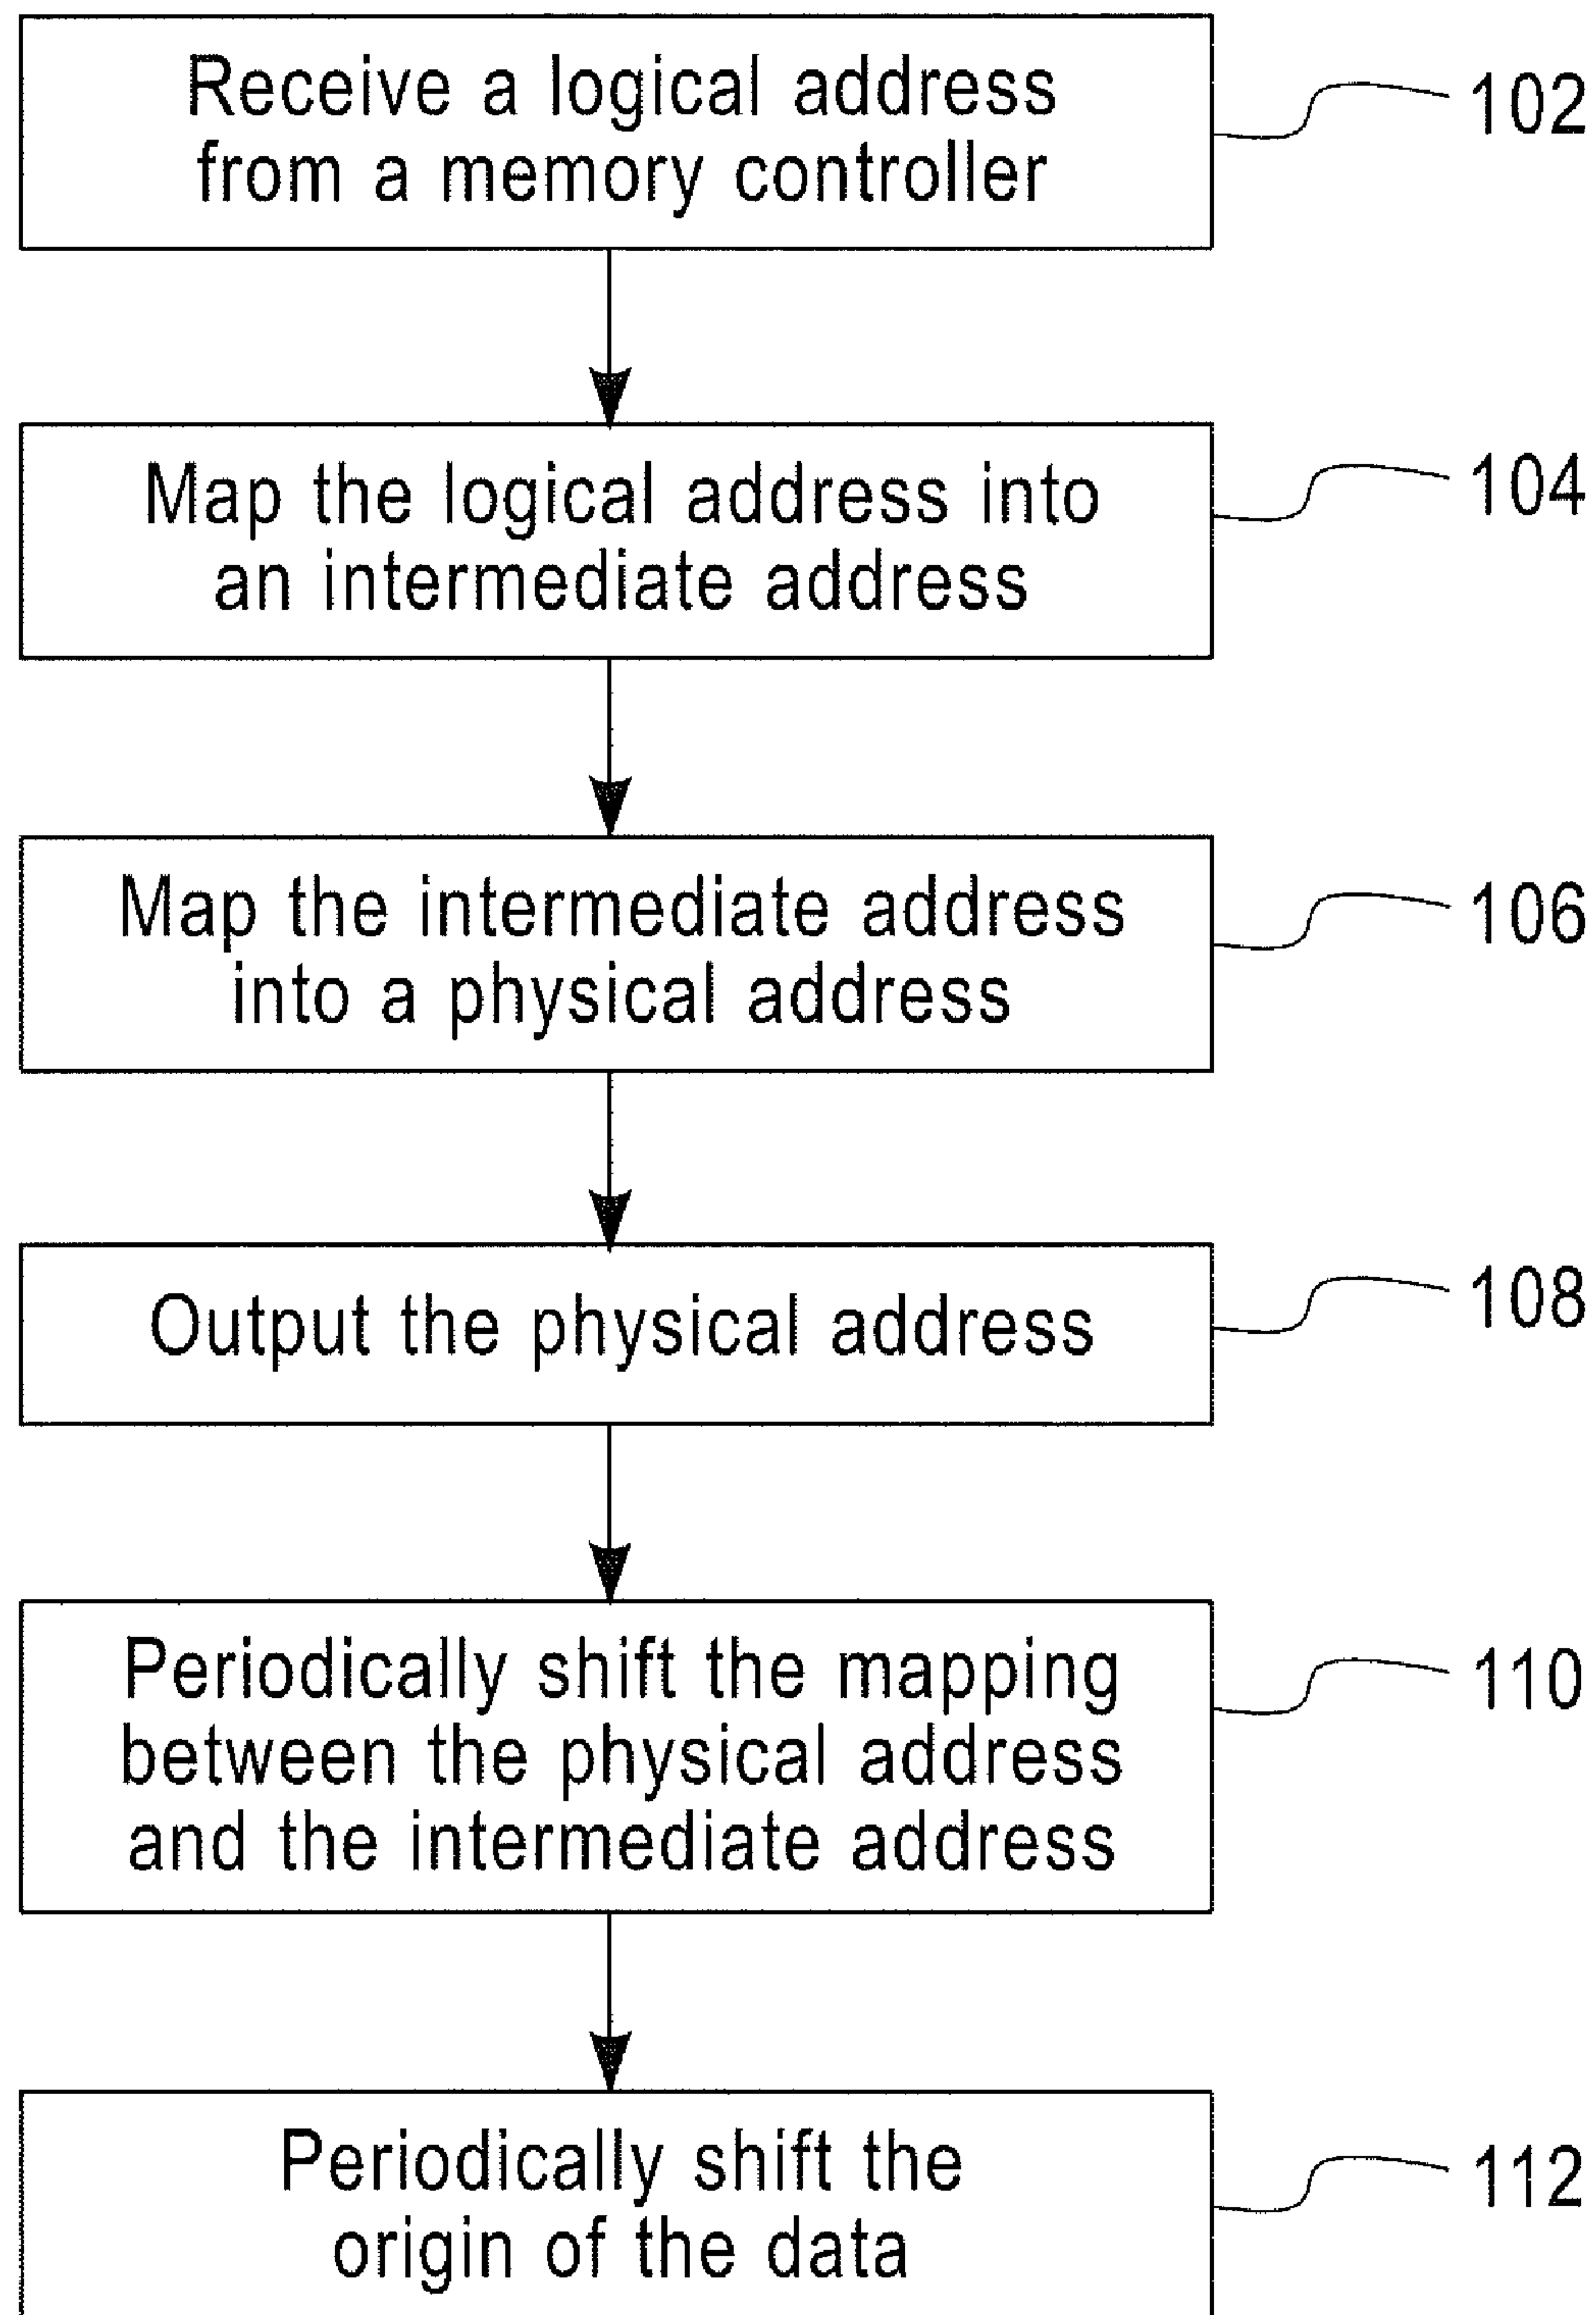 Receive a logical address
from a memory controller
102
Map the logical address into
an intermediate address
104
Map the intermediate address
into a physical address
106
Output the physical address
108
Periodically shift the mapping
between the physical address
and the intermediate address
110
Periodically shift the
origin of the data
112